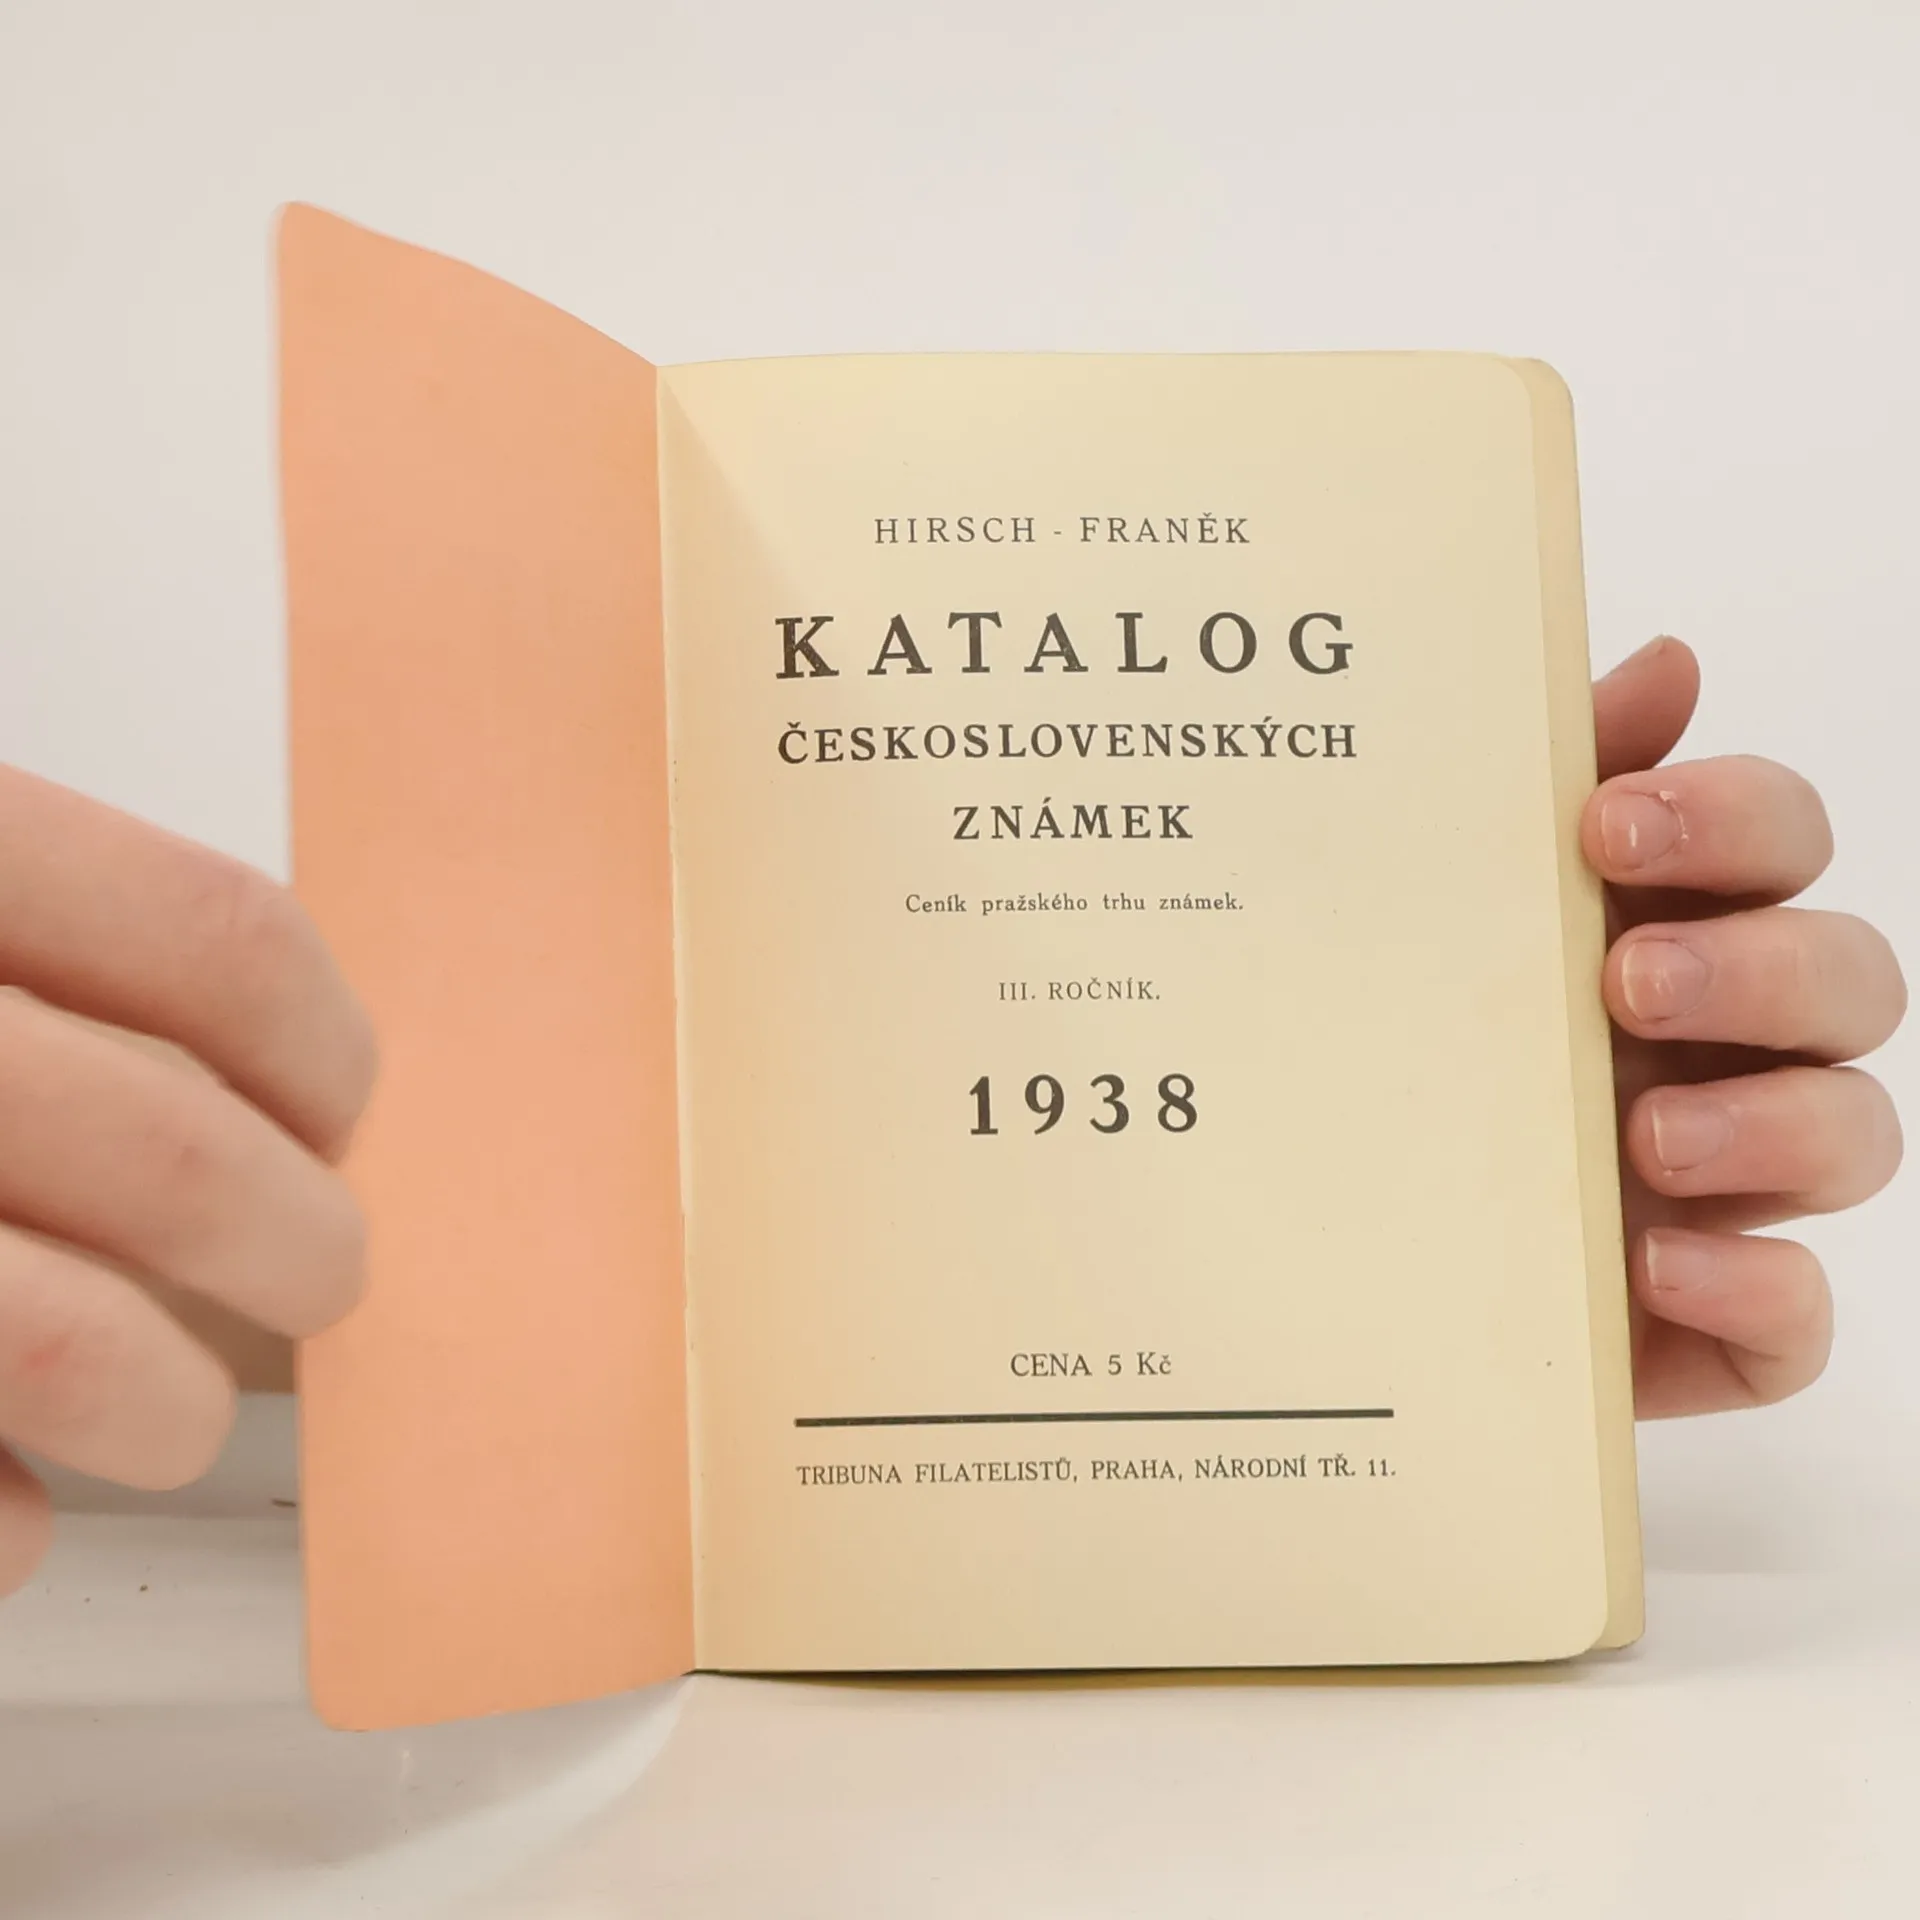 HIRSCH - FRANĚK
KATALOG
ČESKOSLOVENSKÝCH
ZNÁMEK
Ceník pražského trhu známek.
III. ROČNÍK.
1938
CENA 5 Kč
TRIBUNA FILATELISTŮ, PRAHA, NÁRODNÍ TŘ. 11.